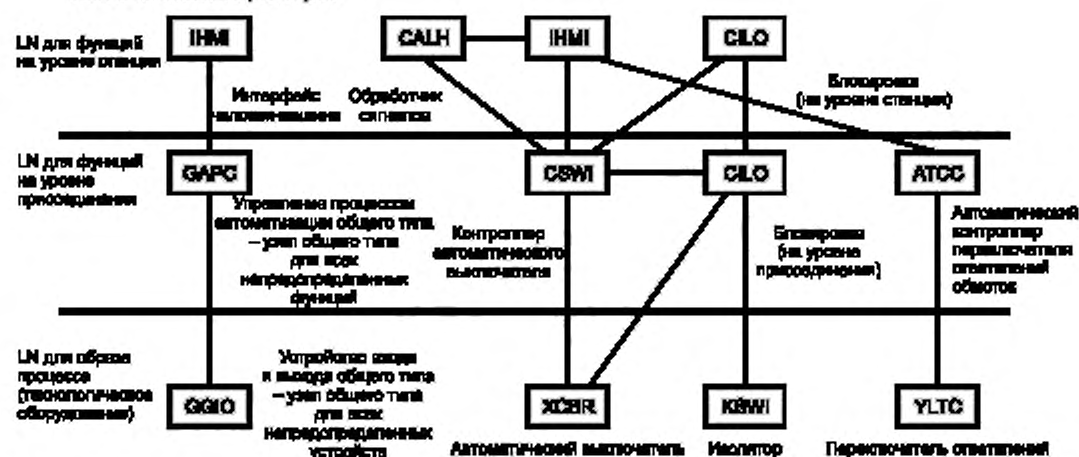 IHMI CALH IHMI CILO
LN для функций
на уровне станции
Интерфейс
человек-машина
Обработчик
сигналов
Блокировка
(на уровне станции)
LN для функций
на уровне
присоединения
GAPC CSWI CILO ATCC
Управление процессом
автоматизации общего типа
– узел общего типа
для всех
непредопределенных
функций
Контроллер
автоматического
выключателя
Блокировка
(на уровне
присоединения)
Автоматический
контроллер
переключателя
ответвлений
обмоток
LN для образа
процесса
(технологическое
оборудование)
GGIO XCBR XSWI YLTC
Устройства входа
и выхода общего типа
– узел общего типа
для всех
непредопределенных
устройств
Автоматический выключатель
Изолятор
Переключатель ответвлений